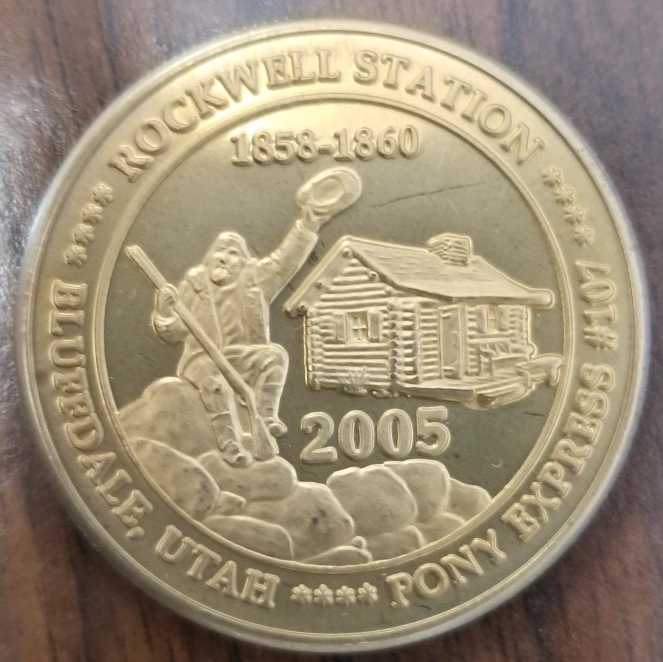 **** ROCKWELL STATION ****
1858-1860
2005
BLUFFDALE, UTAH **** PONY EXPRESS #107